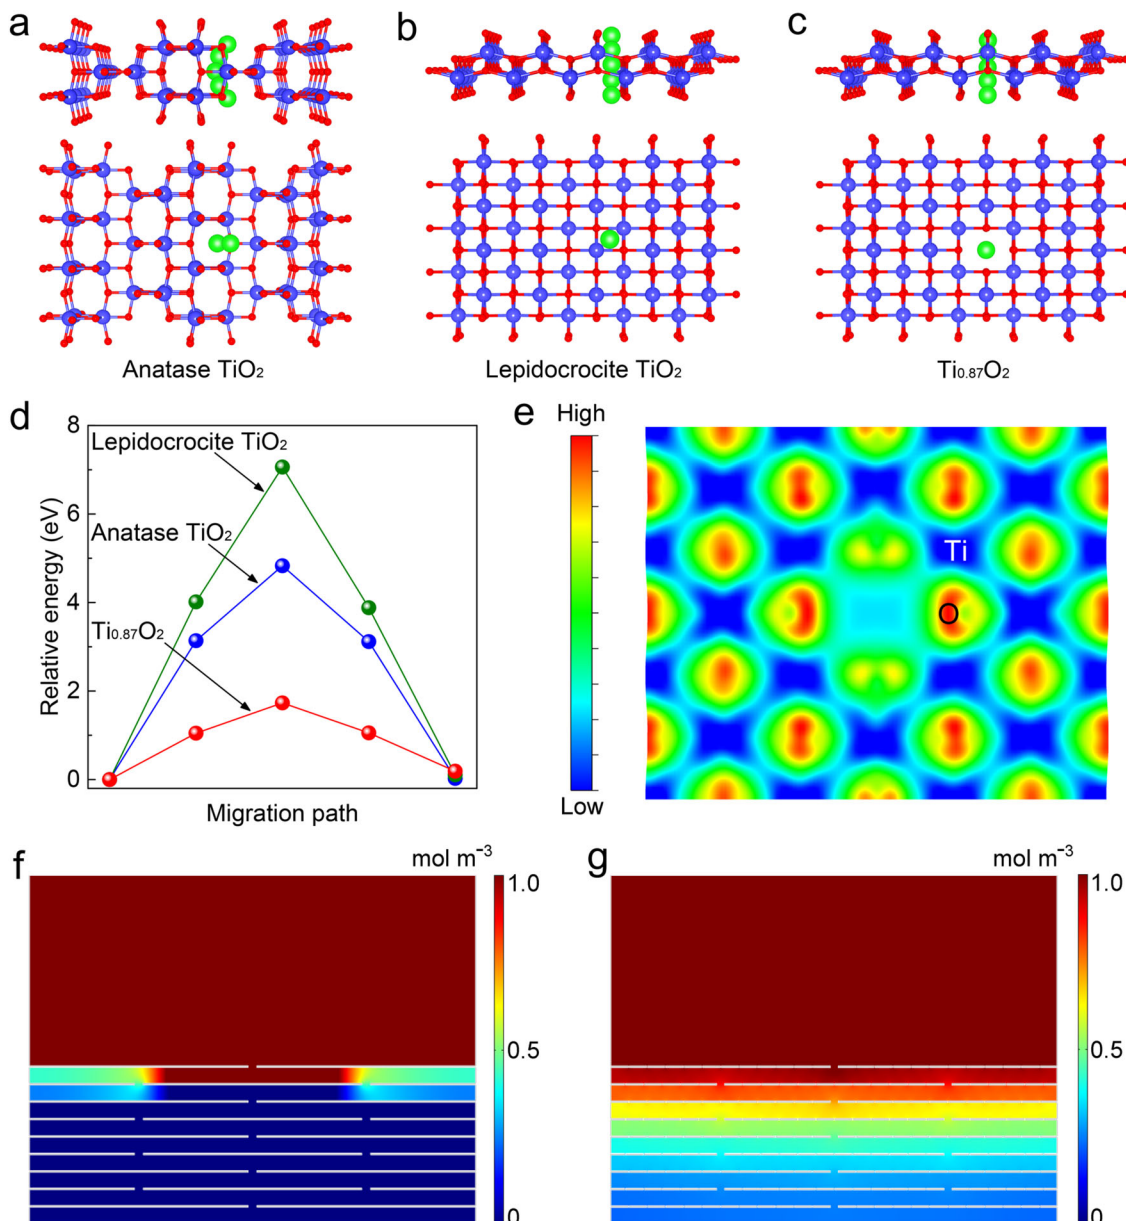 a
b
c
Anatase TiO₂
Lepidocrocite TiO₂
Ti₀.₈₇O₂
d
8
6
4
2
0
Relative energy (eV)
Lepidocrocite TiO₂
Anatase TiO₂
Ti₀.₈₇O₂
Migration path
e
High
Low
Ti
O
f
mol m⁻³
1.0
0.5
0
g
mol m⁻³
1.0
0.5
0